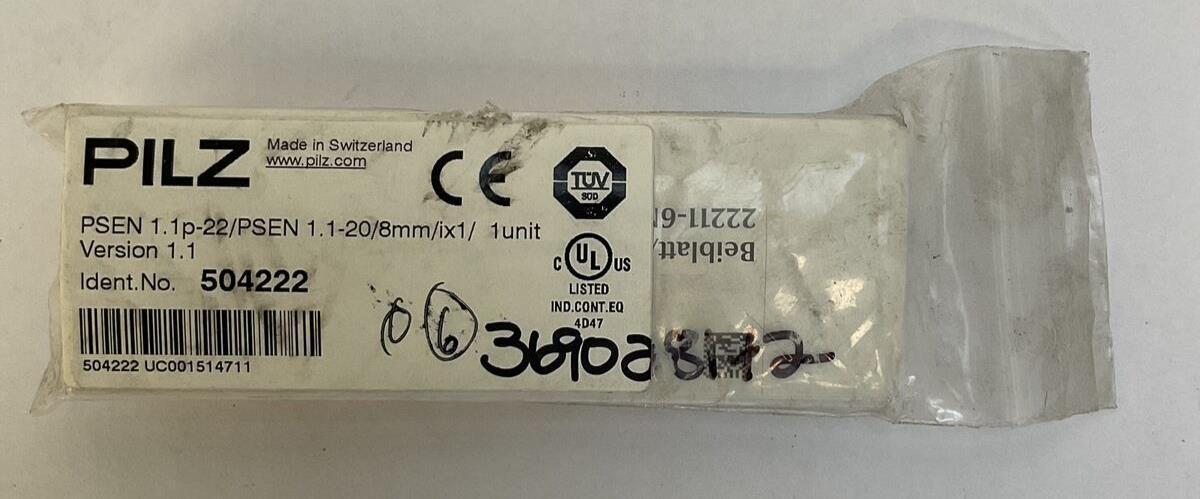 PILZ
Made in Switzerland
www.pilz.com
CE
TÜV
SÜD
PSEN 1.1p-22/PSEN 1.1-20/8mm/ix1/ 1unit
Version 1.1
Ident.No. 504222
C UL US
LISTED
IND.CONT.EQ
4D47
504222 UC001514711
6
Beiblatt/
22211-6